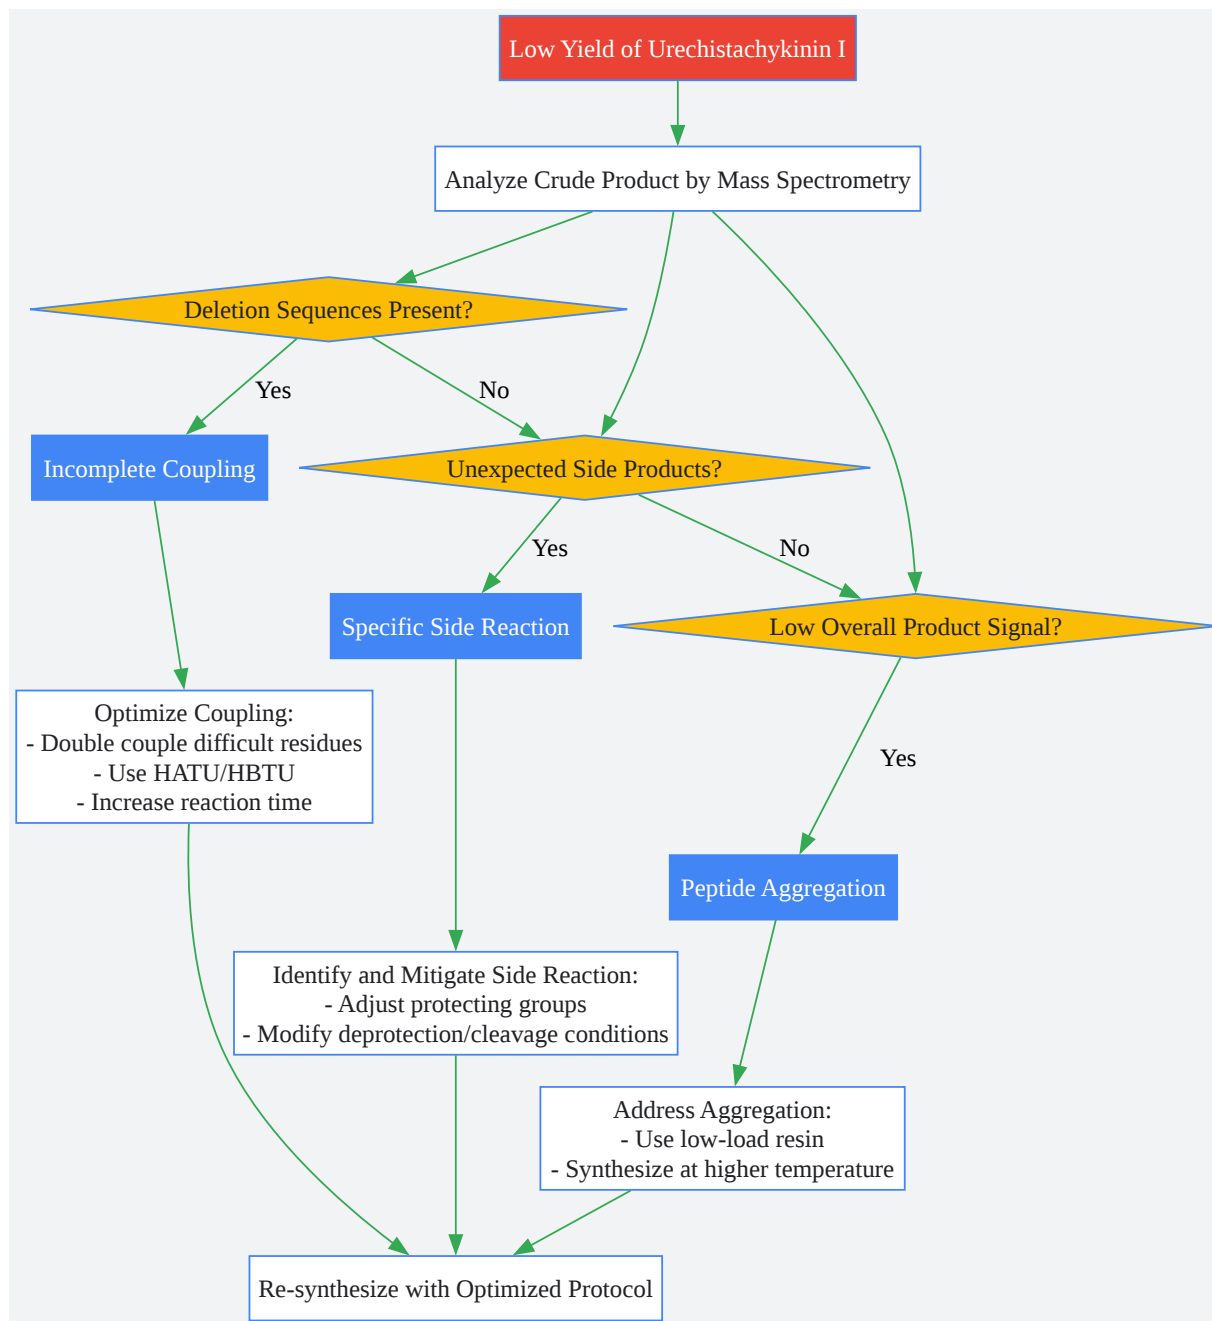 Low Yield of Urechistachykinin I
Analyze Crude Product by Mass Spectrometry
Deletion Sequences Present?
Yes
No
Incomplete Coupling
Unexpected Side Products?
Yes
No
Specific Side Reaction
Low Overall Product Signal?
Optimize Coupling:
- Double couple difficult residues
- Use HATU/HBTU
- Increase reaction time
Yes
Peptide Aggregation
Identify and Mitigate Side Reaction:
- Adjust protecting groups
- Modify deprotection/cleavage conditions
Address Aggregation:
- Use low-load resin
- Synthesize at higher temperature
Re-synthesize with Optimized Protocol